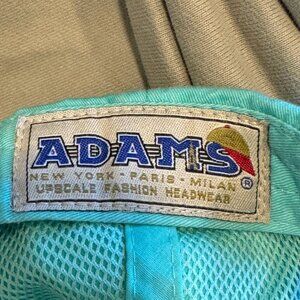 ADAMS ®
NEW YORK - PARIS - MILAN
UPSCALE FASHION HEADWEAR